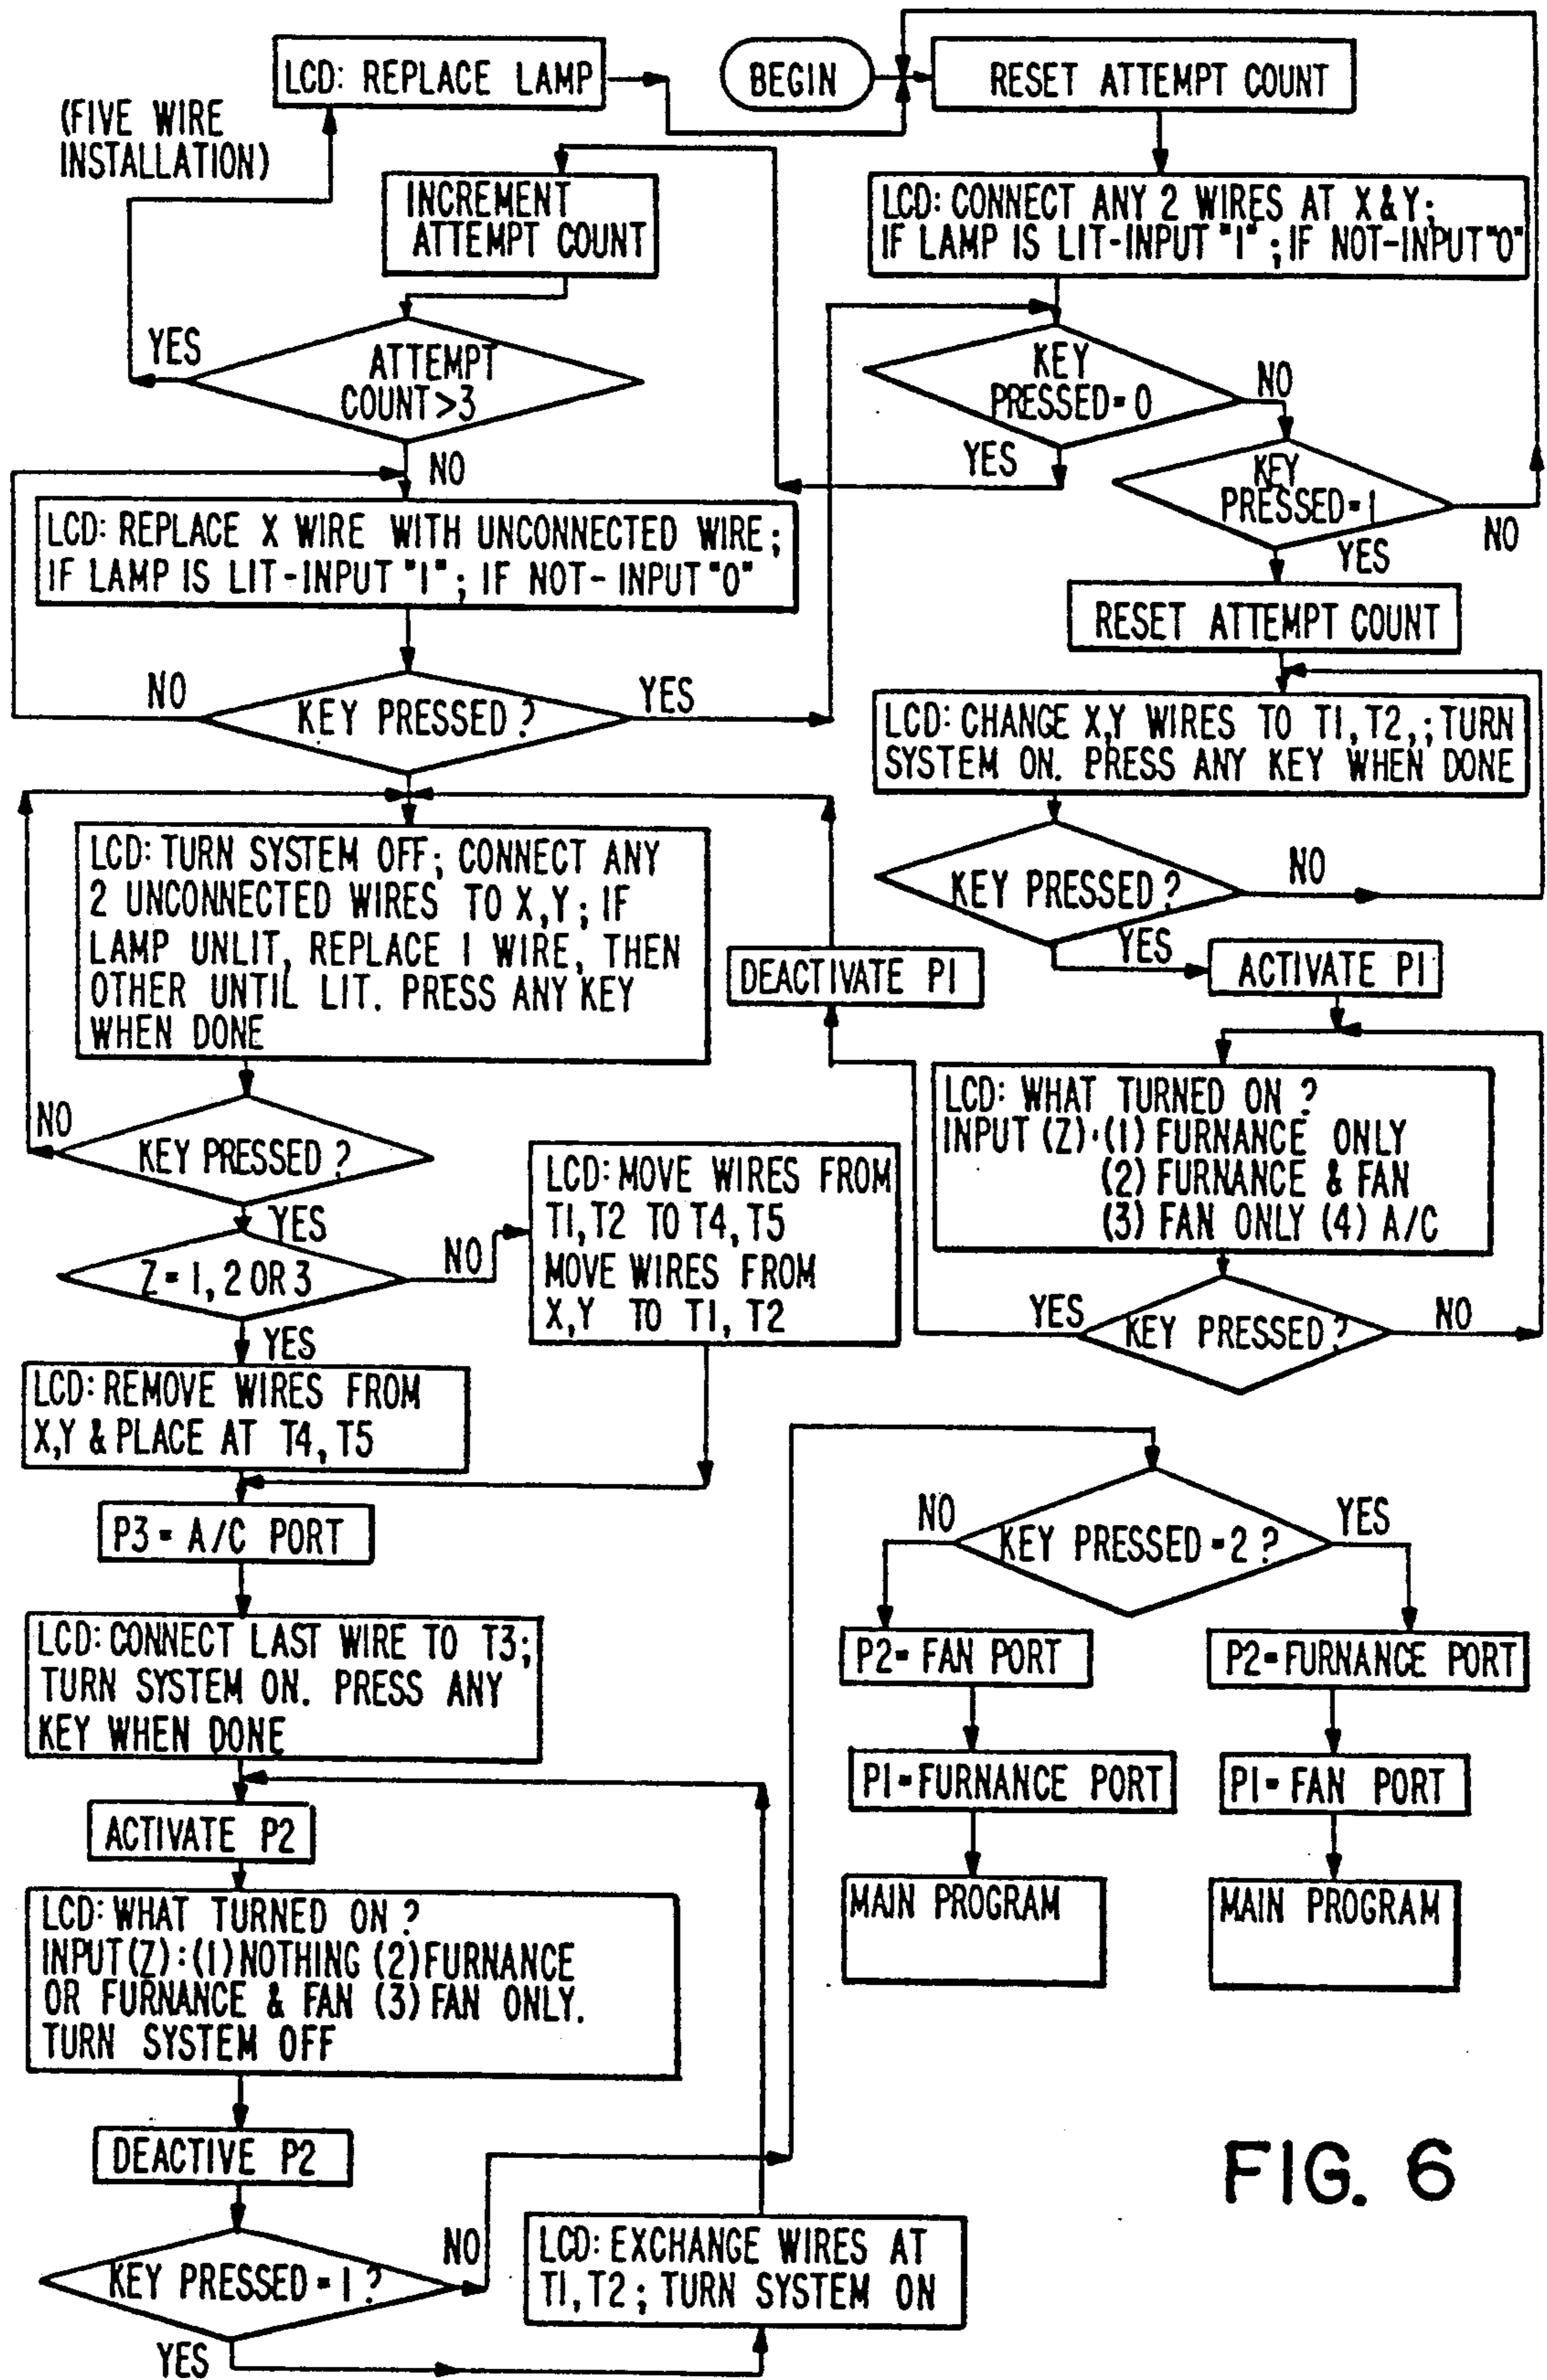 LCD: REPLACE LAMP
BEGIN
RESET ATTEMPT COUNT
(FIVE WIRE
INSTALLATION)
INCREMENT
ATTEMPT COUNT
LCD: CONNECT ANY 2 WIRES AT X & Y;
IF LAMP IS LIT-INPUT "1"; IF NOT-INPUT "0"
YES
ATTEMPT
COUNT>3
NO
KEY
PRESSED=0
NO
YES
KEY
PRESSED=1
NO
YES
LCD: REPLACE X WIRE WITH UNCONNECTED WIRE;
IF LAMP IS LIT-INPUT "1"; IF NOT-INPUT "0"
RESET ATTEMPT COUNT
NO
KEY PRESSED?
YES
LCD: CHANGE X,Y WIRES TO T1, T2,; TURN
SYSTEM ON. PRESS ANY KEY WHEN DONE
LCD: TURN SYSTEM OFF; CONNECT ANY
2 UNCONNECTED WIRES TO X,Y; IF
LAMP UNLIT, REPLACE 1 WIRE, THEN
OTHER UNTIL LIT. PRESS ANY KEY
WHEN DONE
KEY PRESSED?
NO
YES
DEACTIVATE P1
ACTIVATE P1
LCD: WHAT TURNED ON?
INPUT (Z):(1) FURNANCE ONLY
(2) FURNANCE & FAN
(3) FAN ONLY (4) A/C
NO
KEY PRESSED?
YES
LCD: MOVE WIRES FROM
T1, T2 TO T4, T5
MOVE WIRES FROM
X,Y TO T1, T2
Z=1, 2 OR 3
NO
YES
YES
KEY PRESSED?
NO
LCD: REMOVE WIRES FROM
X,Y & PLACE AT T4, T5
P3=A/C PORT
NO
KEY PRESSED=2?
YES
LCD: CONNECT LAST WIRE TO T3;
TURN SYSTEM ON. PRESS ANY
KEY WHEN DONE
P2=FAN PORT
P2=FURNANCE PORT
P1=FURNANCE PORT
P1=FAN PORT
ACTIVATE P2
MAIN PROGRAM
MAIN PROGRAM
LCD: WHAT TURNED ON?
INPUT(Z):(1) NOTHING (2) FURNANCE
OR FURNANCE & FAN (3) FAN ONLY.
TURN SYSTEM OFF
DEACTIVE P2
KEY PRESSED=1?
NO
YES
LCD: EXCHANGE WIRES AT
T1, T2; TURN SYSTEM ON
FIG. 6